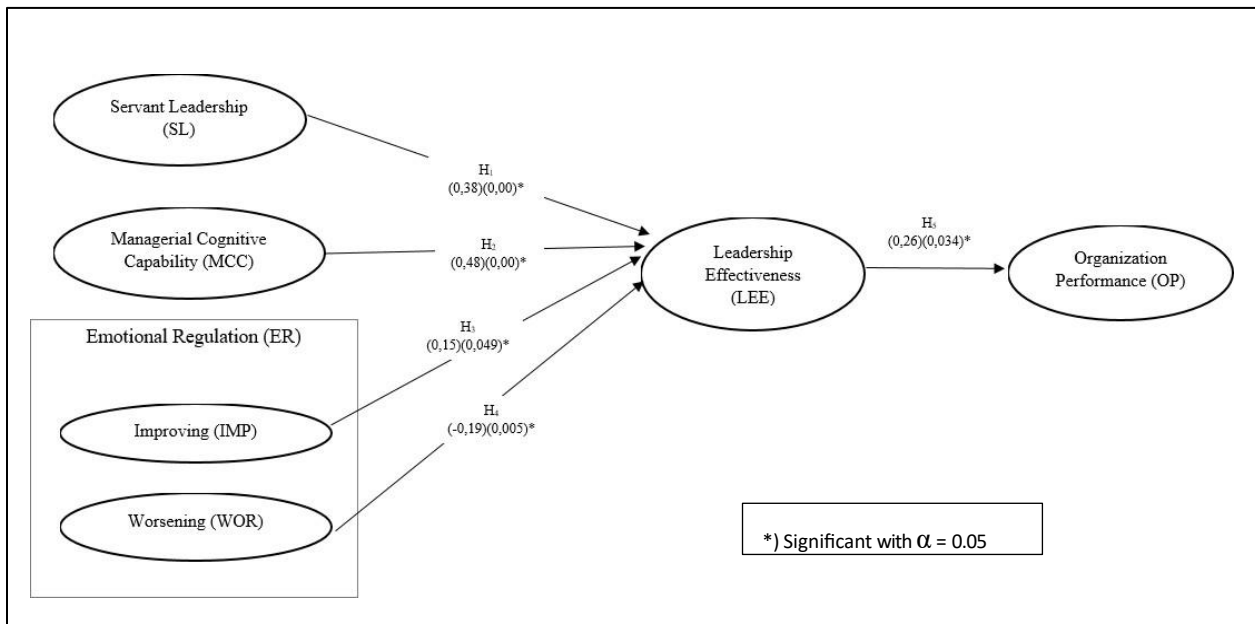 Servant Leadership
(SL)
H₁
(0,38)(0,00)*
Managerial Cognitive
Capability (MCC)
H₂
(0,48)(0,00)*
Leadership
Effectiveness
(LEE)
H₅
(0,26)(0,034)*
Organization
Performance (OP)
Emotional Regulation (ER)
H₃
(0,15)(0,049)*
Improving (IMP)
H₄
(-0,19)(0,005)*
Worsening (WOR)
*) Significant with α = 0.05